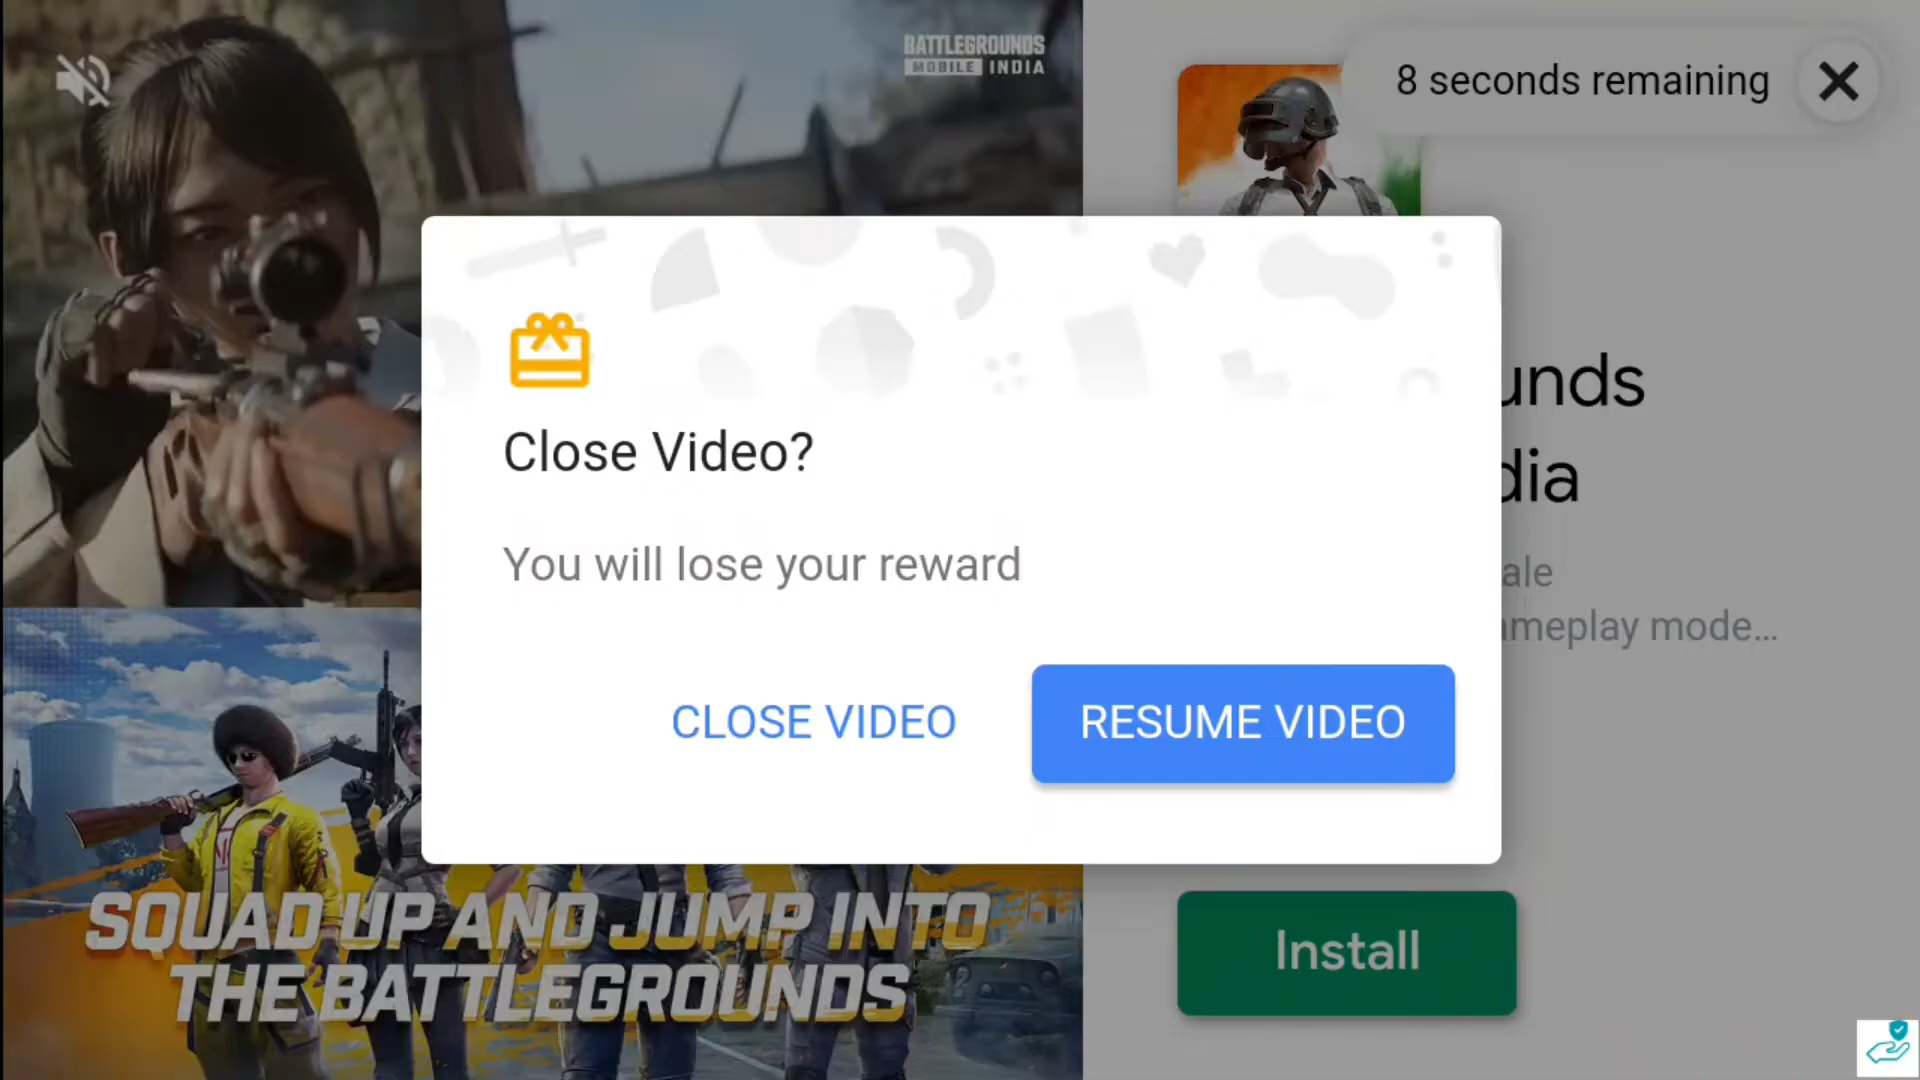 BATTLEGROUNDS
MOBILE INDIA
8 seconds remaining
unds
dia
Close Video?
You will lose your reward
ale
ameplay mode...
CLOSE VIDEO
RESUME VIDEO
SQUAD UP AND JUMP INTO
THE BATTLEGROUNDS
Install